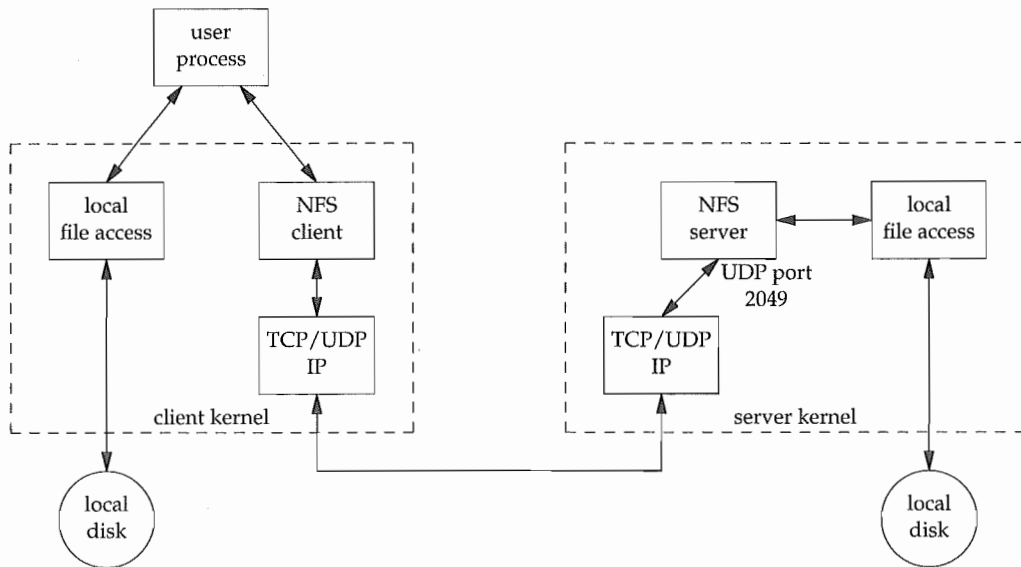 user
process
local
file access
NFS
client
TCP/UDP
IP
client kernel
local
disk
NFS
server
local
file access
UDP port
2049
TCP/UDP
IP
server kernel
local
disk